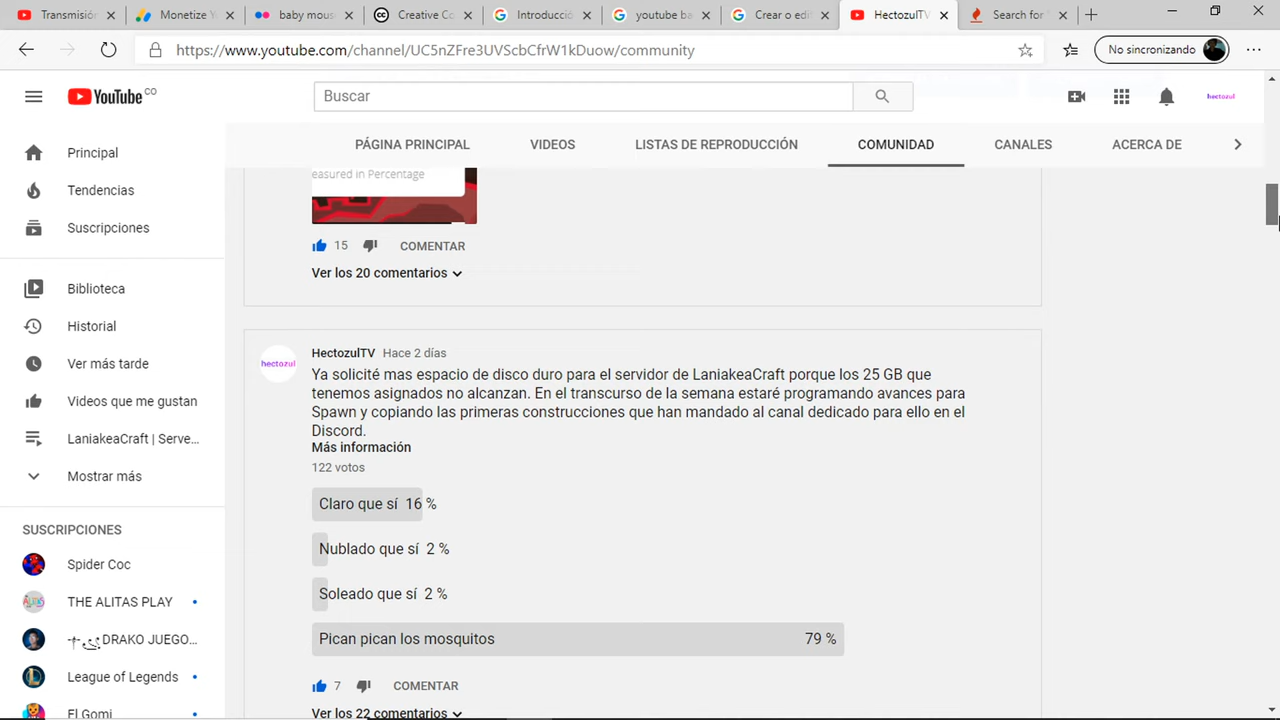 Transmisión
Monetize Y
baby mous
Creative Co
Introducció
youtube ba
Crear o edi
HectozulTV
Search for
https://www.youtube.com/channel/UC5nZFre3UVScbCfrW1kDuow/community
No sincronizando
YouTube CO
Buscar
hectozul
PÁGINA PRINCIPAL
VIDEOS
LISTAS DE REPRODUCCIÓN
COMUNIDAD
CANALES
ACERCA DE
Principal
Tendencias
Suscripciones
Biblioteca
Historial
Ver más tarde
Videos que me gustan
LaniakeaCraft | Serve...
Mostrar más
SUSCRIPCIONES
Spider Coc
THE ALITAS PLAY
DRAKO JUEGO...
League of Legends
El Gomi
easured in Percentage
15 COMENTAR
Ver los 20 comentarios
hectozul
HectozulTV Hace 2 días
Ya solicité mas espacio de disco duro para el servidor de LaniakeaCraft porque los 25 GB que
tenemos asignados no alcanzan. En el transcurso de la semana estaré programando avances para
Spawn y copiando las primeras construcciones que han mandado al canal dedicado para ello en el
Discord.
Más información
122 votos
Claro que sí 16 %
Nublado que sí 2 %
Soleado que sí 2 %
Pican pican los mosquitos 79 %
7 COMENTAR
Ver los 22 comentarios